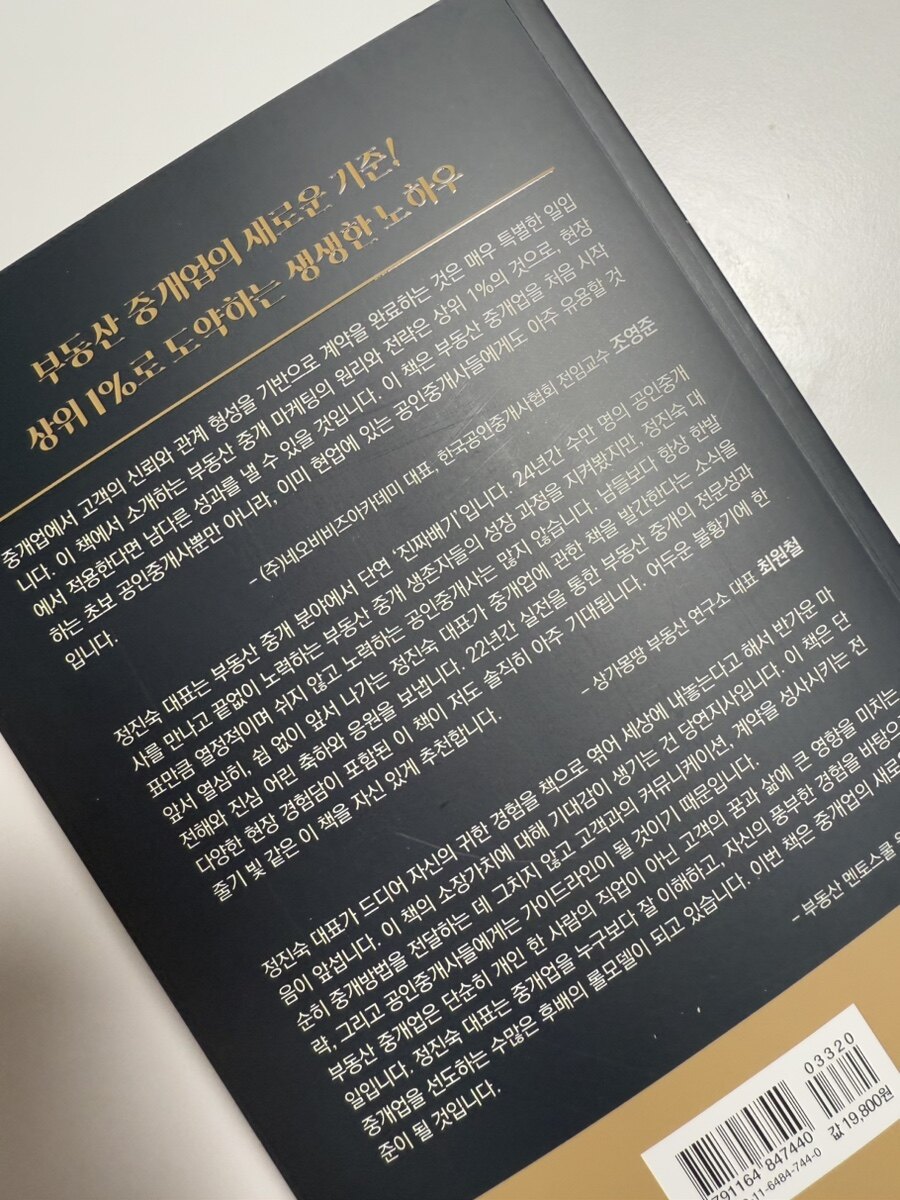 부동산 중개업의 새로운 기준!
상위 1%로 도약하는 생생한 노하우
중개업에서 고객의 신뢰와 관계 형성을 기반으로 계약을 완료하는 것은 매우 특별한 일입
니다. 이 책에서 소개하는 부동산 중개 마케팅의 원리와 전략은 상위 1%의 것으로, 현장
에서 적용한다면 남다른 성과를 낼 수 있을 것입니다. 이 책은 부동산 중개업을 처음 시작
하는 초보 공인중개사뿐만 아니라, 이미 현업에 있는 공인중개사들에게도 아주 유용할 것
입니다.
- (주)네오비비즈아카데미 대표, 한국공인중개사협회 전임교수 조영준
정진숙 대표는 부동산 중개 분야에서 단연 '진짜배기'입니다. 24년간 수만 명의 공인중개
사를 만나고 끝없이 노력하는 부동산 중개 생존자들의 성장 과정을 지켜봤지만, 정진숙 대
표만큼 열정적이며 쉬지 않고 노력하는 공인중개사는 많지 않습니다. 남들보다 항상 한발
앞서 열심히, 쉼 없이 앞서 나가는 정진숙 대표가 중개업에 관한 책을 발간한다는 소식을
전해와 진심 어린 축하와 응원을 보냅니다. 22년간 실전을 통한 부동산 중개의 전문성과
다양한 현장 경험담이 포함된 이 책이 저도 솔직히 아주 기대됩니다. 어두운 불황기에 한
줄기 빛 같은 이 책을 자신 있게 추천합니다.
- 상가몽땅 부동산 연구소 대표 최원철
정진숙 대표가 드디어 자신의 귀한 경험을 책으로 엮어 세상에 내놓는다고 해서 반가운 마
음이 앞섭니다. 이 책의 소장가치에 대해 기대감이 생기는 건 당연지사입니다. 이 책은 단
순히 중개방법을 전달하는 데 그치지 않고 고객과의 커뮤니케이션, 계약을 성사시키는 전
략, 그리고 공인중개사들에게는 가이드라인이 될 것이기 때문입니다.
부동산 중개업은 단순히 개인 한 사람의 직업이 아닌 고객의 꿈과 삶에 큰 영향을 미치는
일입니다. 정진숙 대표는 중개업을 누구보다 잘 이해하고, 자신의 풍부한 경험을 바탕으
중개업을 선도하는 수많은 후배의 롤모델이 되고 있습니다. 이번 책은 중개업의 새로
준이 될 것입니다.
- 부동산 멘토스쿨
03320
791164 847440
11-6484-744-0
값 19,800원